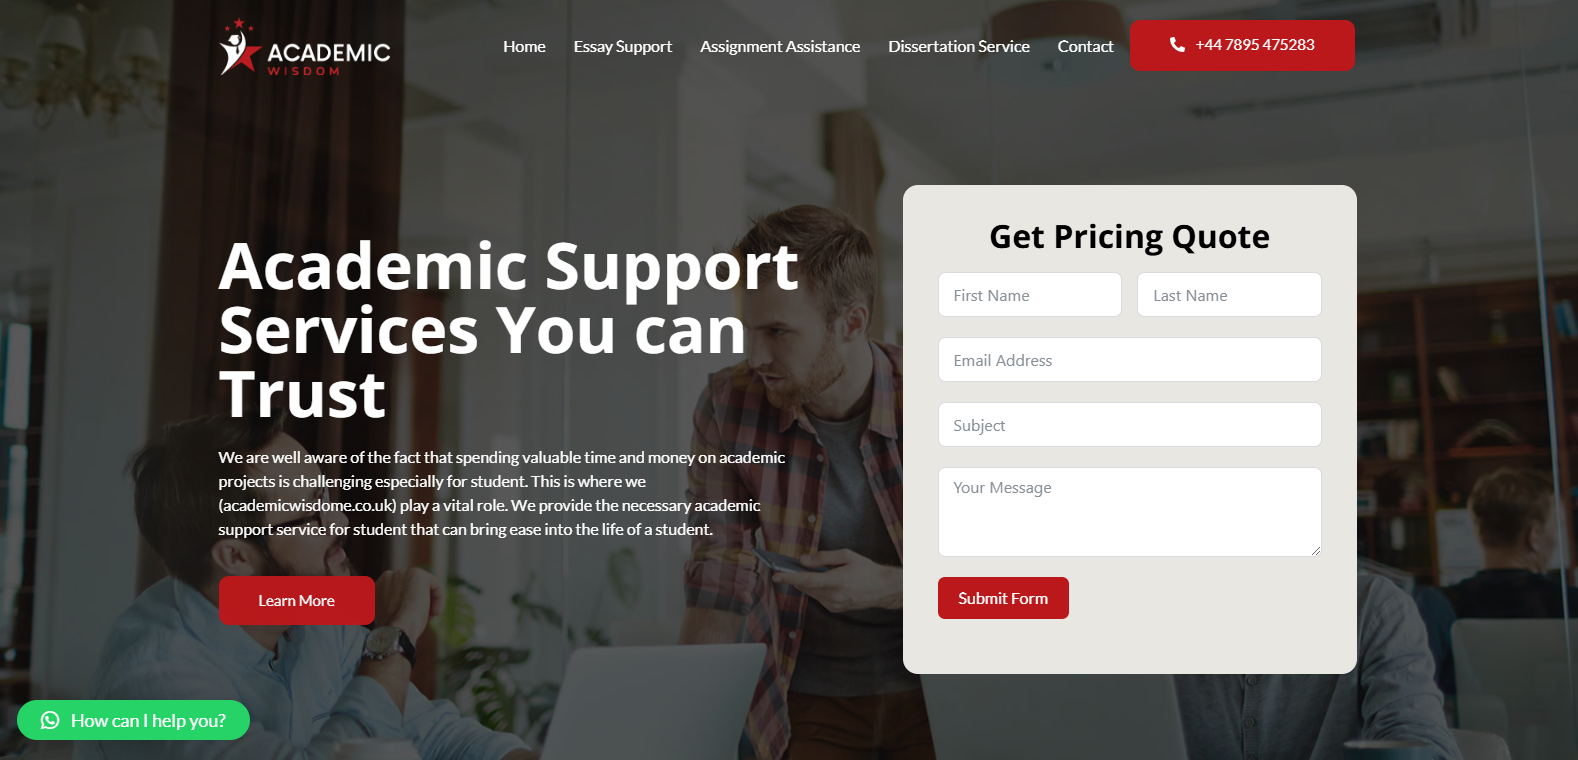 ACADEMIC
WISDOM
Home
Essay Support
Assignment Assistance
Dissertation Service
Contact
+44 7895 475283
Academic Support
Services You can
Trust
We are well aware of the fact that spending valuable time and money on academic
projects is challenging especially for student. This is where we
(academicwisdome.co.uk) play a vital role. We provide the necessary academic
support service for student that can bring ease into the life of a student.
Learn More
Get Pricing Quote
First Name
Last Name
Email Address
Subject
Your Message
Submit Form
How can I help you?